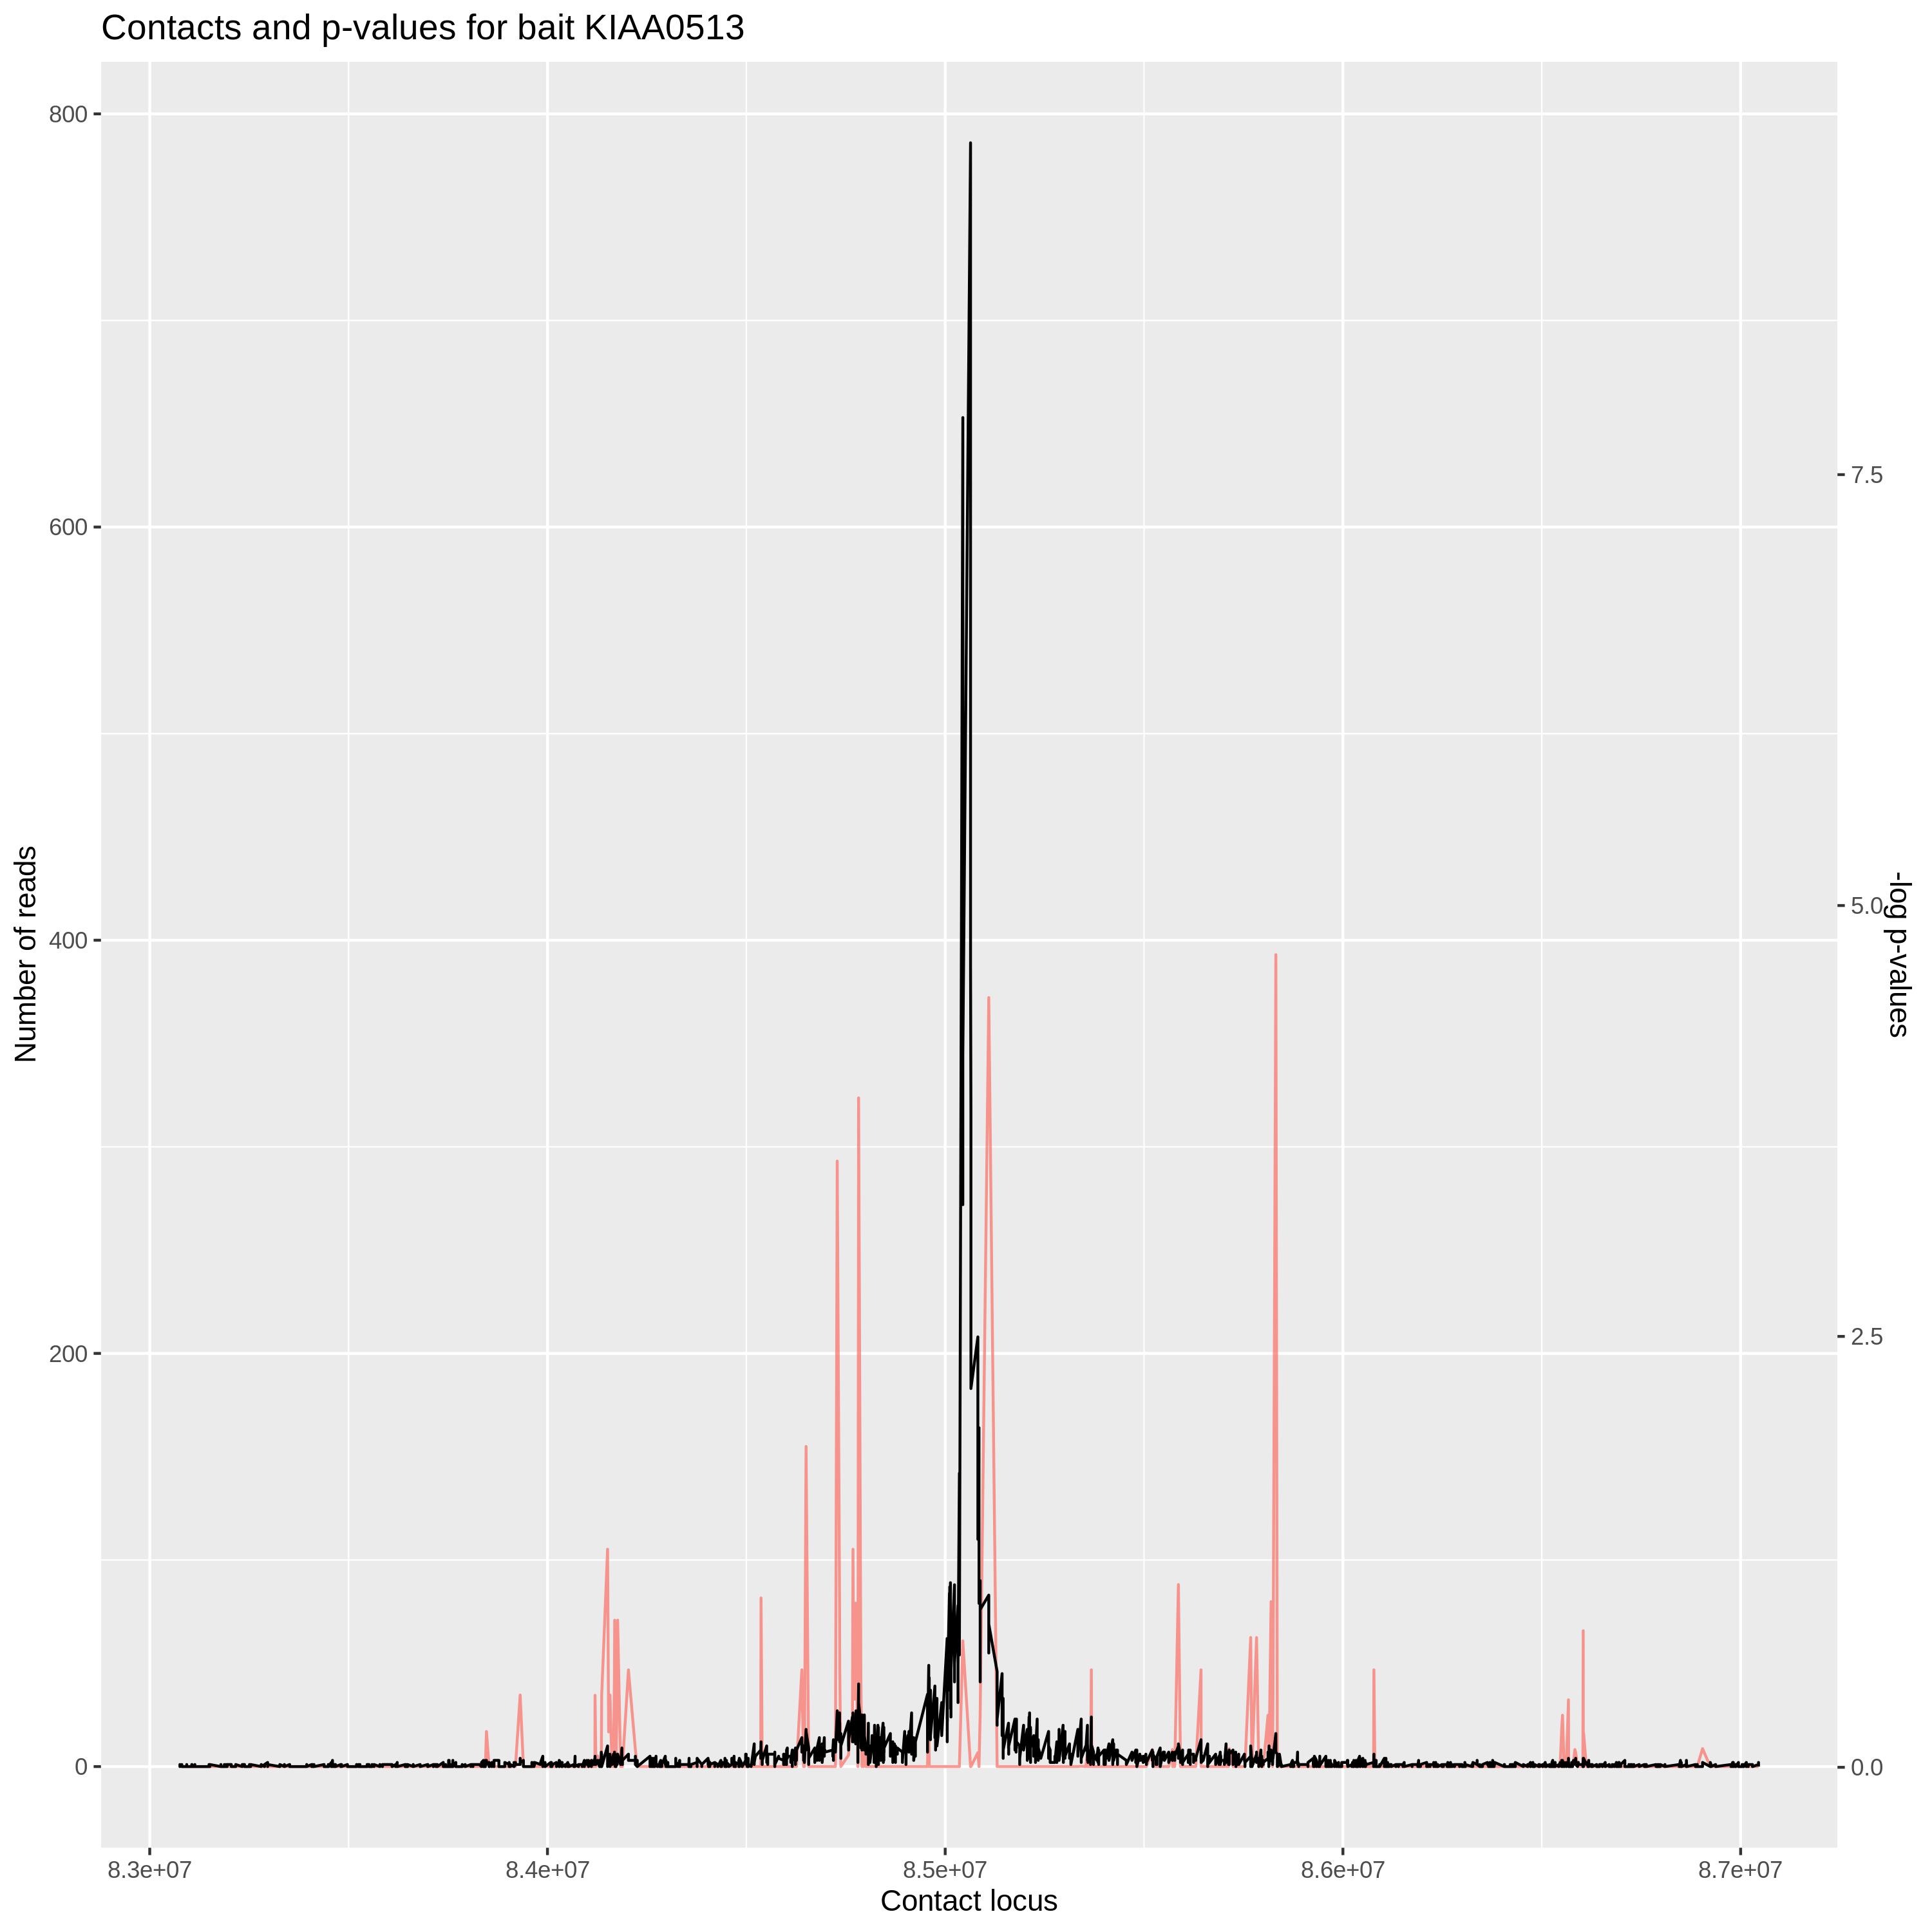 Contacts and p-values for bait KIAA0513
800
600
400
200
0
Number of reads
7.5
5.0
2.5
0.0
-log p-values
8.3e+07 8.4e+07 8.5e+07 8.6e+07 8.7e+07
Contact locus